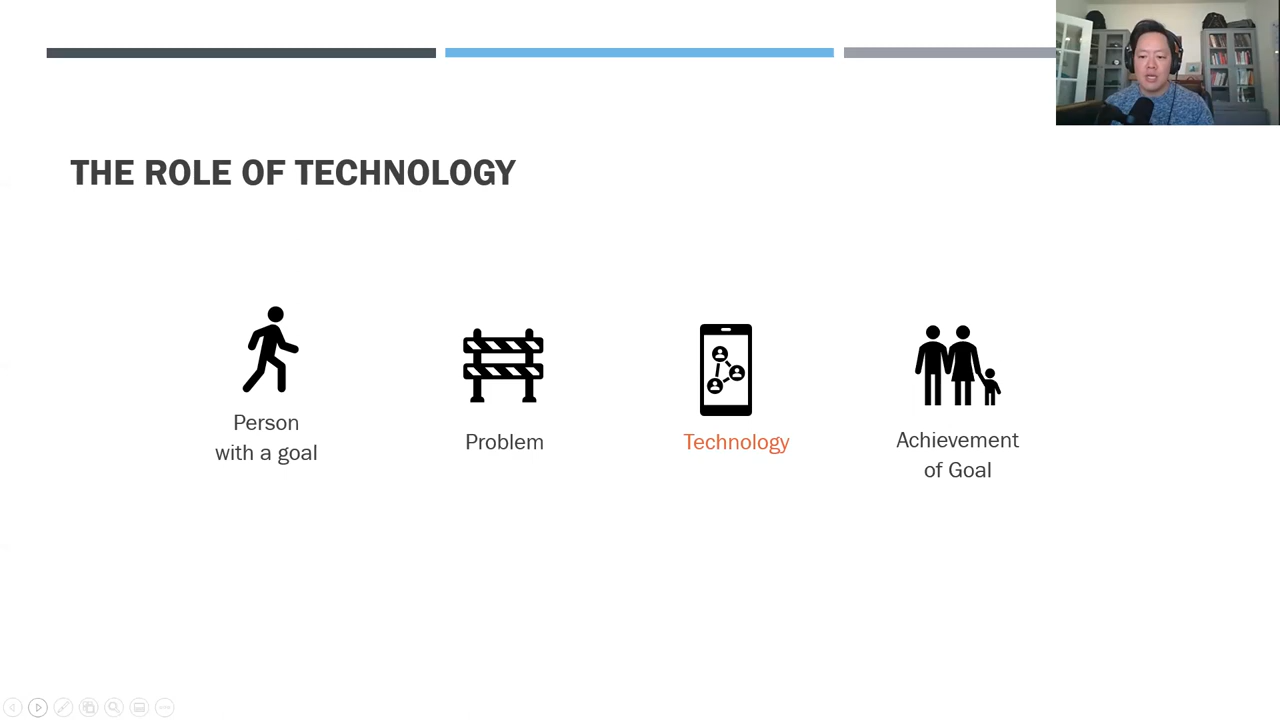 THE ROLE OF TECHNOLOGY
Person
with a goal
Problem
Technology
Achievement
of Goal